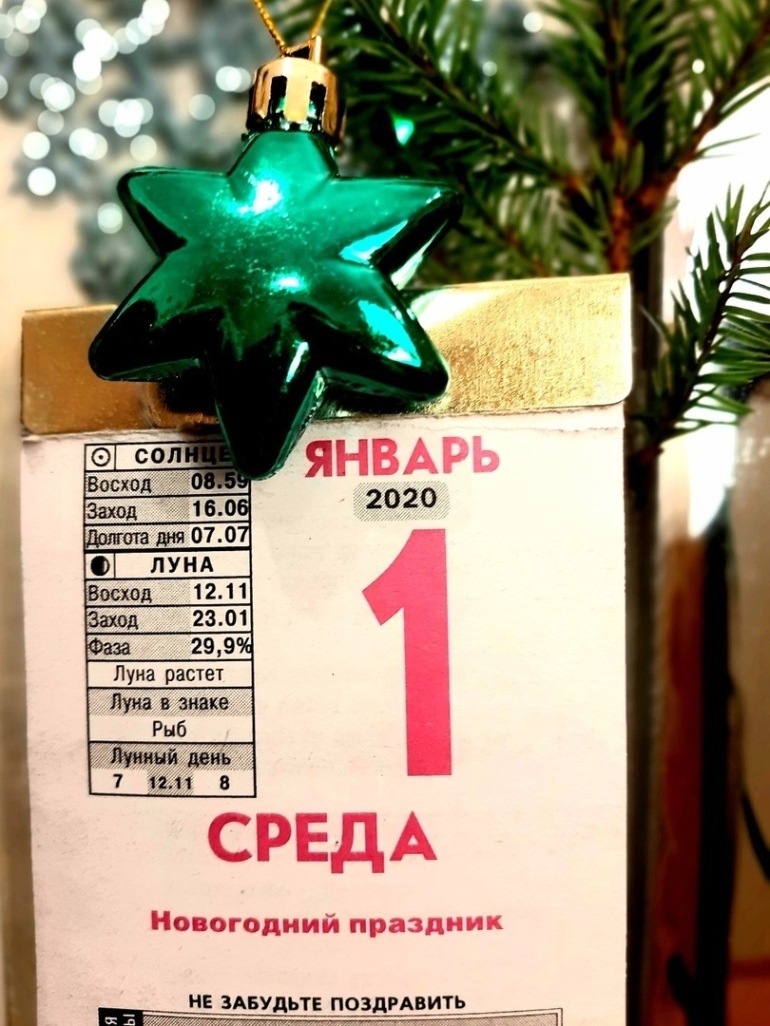 СОЛНЦЕ
Восход 08.59
Заход 16.06
Долгота дня 07.07
ЛУНА
Восход 12.11
Заход 23.01
Фаза 29,9%
Луна растет
Луна в знаке
Рыб
Лунный день
7 12.11 8
ЯНВАРЬ
2020
1
СРЕДА
Новогодний праздник
НЕ ЗАБУДЬТЕ ПОЗДРАВИТЬ